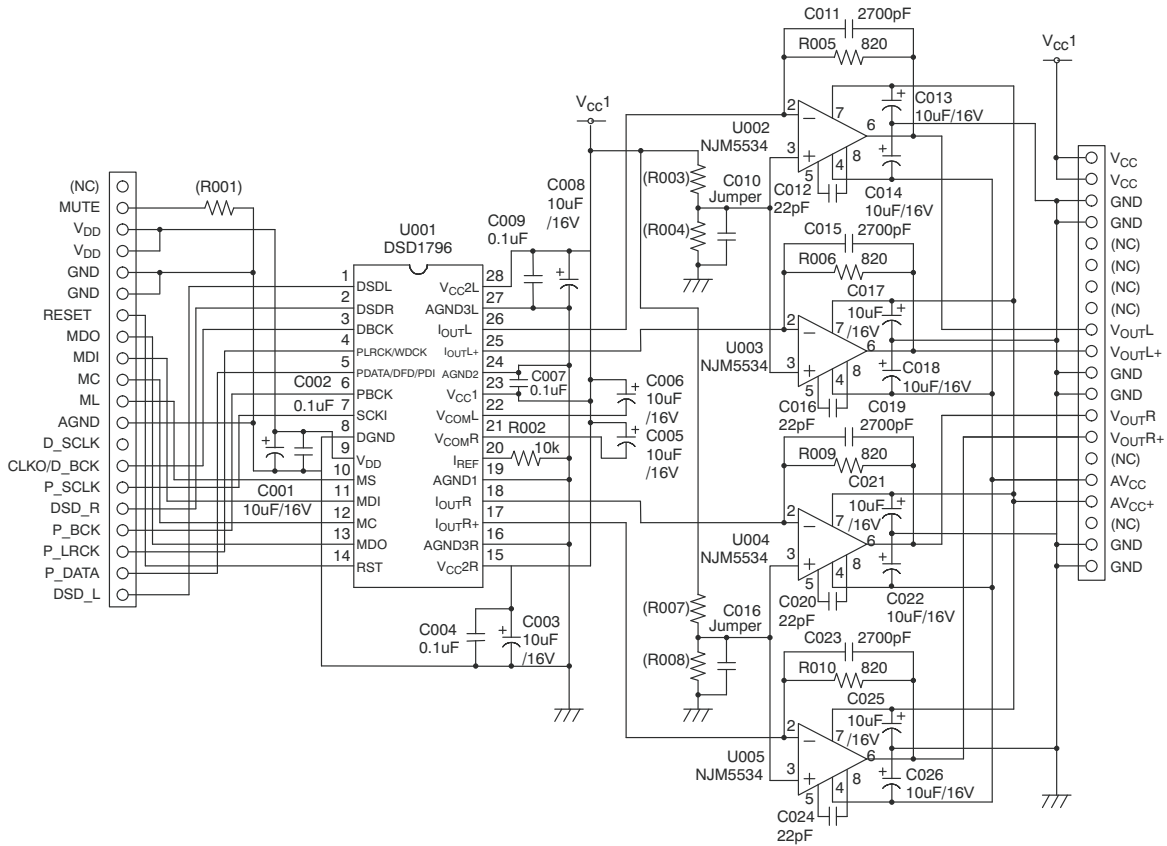 (NC)
MUTE
VDD
VDD
GND
GND
RESET
MDO
MDI
MC
ML
AGND
D_SCLK
CLKO/D_BCK
P_SCLK
DSD_R
P_BCK
P_LRCK
P_DATA
DSD_L
(R001)
C002
0.1uF
C001
10uF/16V
U001
DSD1796
1
2
3
4
5
6
7
8
9
10
11
12
13
14
DSDL
DSDR
DBCK
PLRCK/WDCK
PDATA/DFD/PDI
PBCK
SCKI
DGND
VDD
MS
MDI
MC
MDO
RST
VCC2L
AGND3L
IOUTL
IOUTL+
AGND2
VCC1
VCOML
VCOMR
IREF
AGND1
IOUTR
IOUTR+
AGND3R
VCC2R
28
27
26
25
24
23
22
21
20
19
18
17
16
15
C009
0.1uF
C008
10uF
/16V
+
VCC1
C007
0.1uF
C006
10uF
/16V
+
C005
10uF
/16V
+
R002
10k
C004
0.1uF
C003
10uF
/16V
+
+
(R003)
(R004)
C010
Jumper
(R007)
(R008)
C016
Jumper
C011
2700pF
R005
820
U002
NJM5534
2
3
7
6
5
4
8
−
+
C012
22pF
C013
10uF/16V
+
C014
10uF/16V
+
C015
2700pF
R006
820
U003
NJM5534
2
3
7
6
5
4
8
−
+
C016
22pF
C017
10uF
/16V
+
C018
10uF/16V
+
C019
2700pF
R009
820
U004
NJM5534
2
3
7
6
5
4
8
−
+
C020
22pF
C021
10uF
/16V
+
C022
10uF/16V
+
C023
2700pF
R010
820
U005
NJM5534
2
3
7
6
5
4
8
−
+
C024
22pF
C025
10uF
/16V
+
C026
10uF/16V
+
VCC1
VCC
VCC
GND
GND
(NC)
(NC)
(NC)
(NC)
VOUTL
VOUTL+
GND
GND
VOUTR
VOUTR+
(NC)
AVCC
AVCC+
(NC)
GND
GND